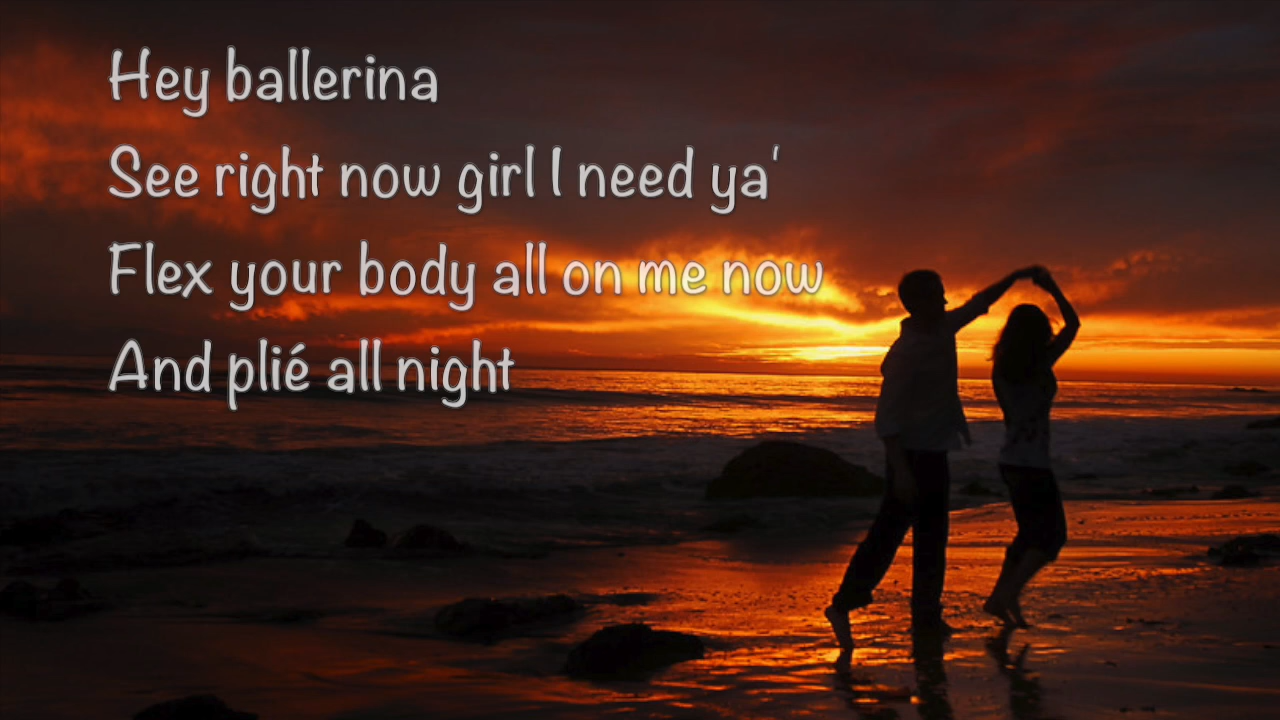 Hey ballerina
See right now girl I need ya'
Flex your body all on me now
And plié all night